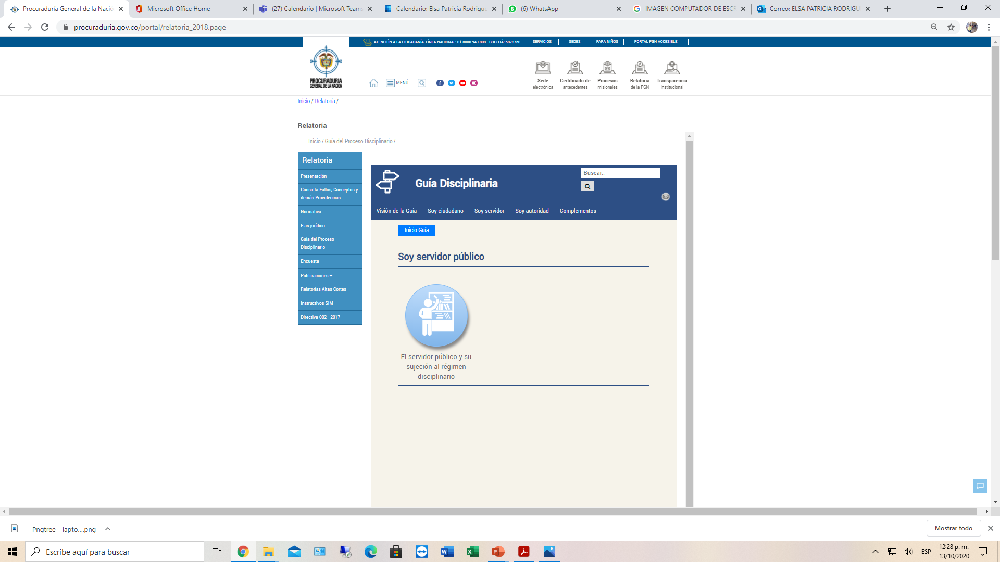 Procuraduría General de la Nació
Microsoft Office Home
(27) Calendario | Microsoft Teams
Calendario: Elsa Patricia Rodrigue
(6) WhatsApp
IMAGEN COMPUTADOR DE ESCR
Correo: ELSA PATRICIA RODRIGU
procuraduria.gov.co/portal/relatoria_2018.page
ATENCIÓN A LA CIUDADANÍA: LÍNEA NACIONAL: 01 8000 940 808 - BOGOTÁ: 5878750
SERVICIOS
SEDES
PARA NIÑOS
PORTAL PGN ACCESIBLE
PROCURADURIA
GENERAL DE LA NACION
MENÚ
Sede
electrónica
Certificado de
antecedentes
Procesos
misionales
Relatoría
de la PGN
Transparencia
institucional
Inicio / Relatoría /
Relatoría
Inicio / Guía del Proceso Disciplinario /
Relatoría
Presentación
Consulta Fallos, Conceptos y
demás Providencias
Normativa
Flas jurídico
Guía del Proceso
Disciplinario
Encuesta
Publicaciones
Relatorías Altas Cortes
Instructivos SIM
Directiva 002 - 2017
Guía Disciplinaria
Buscar..
Visión de la Guía
Soy ciudadano
Soy servidor
Soy autoridad
Complementos
Inicio Guía
Soy servidor público
El servidor público y su
sujeción al régimen
disciplinario
—Pngtree—lapto....png
Mostrar todo
Escribe aquí para buscar
ESP
12:28 p. m.
13/10/2020